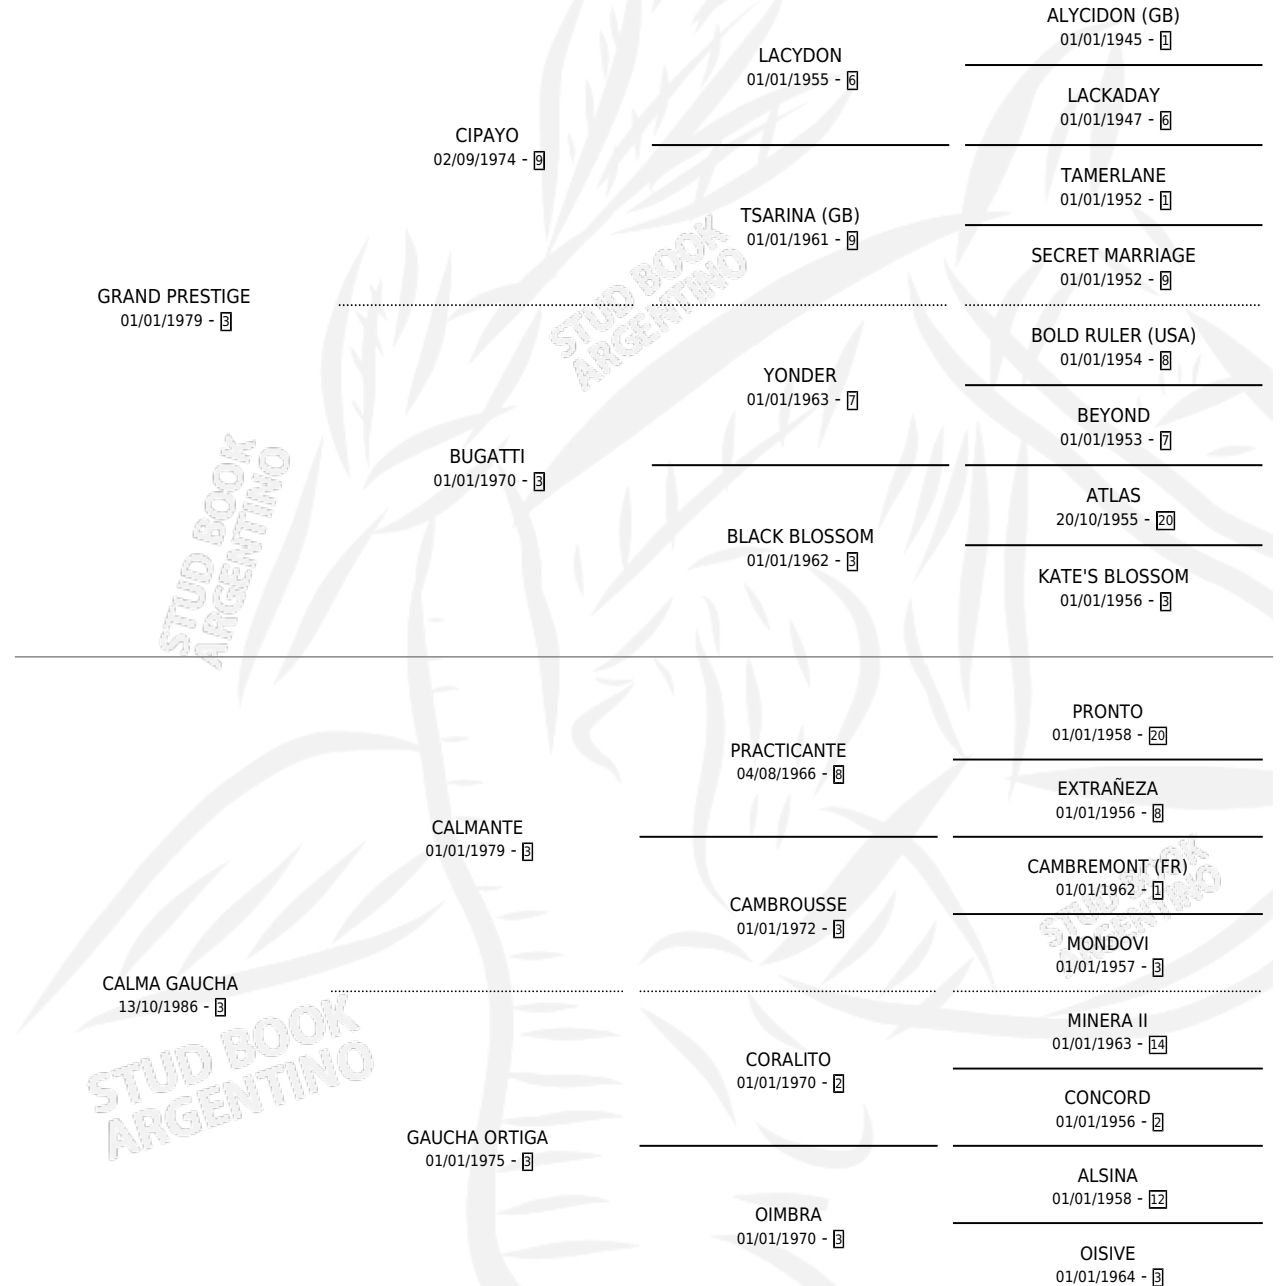 ALYCIDON (GB)
01/01/1945 - 1
LACYDON
01/01/1955 - 6
LACKADAY
01/01/1947 - 6
CIPAYO
02/09/1974 - 9
TAMERLANE
01/01/1952 - 1
TSARINA (GB)
01/01/1961 - 9
SECRET MARRIAGE
01/01/1952 - 9
GRAND PRESTIGE
01/01/1979 - 3
BOLD RULER (USA)
01/01/1954 - 8
YONDER
01/01/1963 - 7
BEYOND
01/01/1953 - 7
BUGATTI
01/01/1970 - 3
ATLAS
20/10/1955 - 20
BLACK BLOSSOM
01/01/1962 - 3
KATE'S BLOSSOM
01/01/1956 - 3
PRONTO
01/01/1958 - 20
PRACTICANTE
04/08/1966 - 8
EXTRAÑEZA
01/01/1956 - 8
CALMANTE
01/01/1979 - 3
CAMBREMONT (FR)
01/01/1962 - 1
CAMBROUSSE
01/01/1972 - 3
MONDOVI
01/01/1957 - 3
CALMA GAUCHA
13/10/1986 - 3
MINERA II
01/01/1963 - 14
CORALITO
01/01/1970 - 2
CONCORD
01/01/1956 - 2
GAUCHA ORTIGA
01/01/1975 - 3
ALSINA
01/01/1958 - 12
OIMBRA
01/01/1970 - 3
OISIVE
01/01/1964 - 3
STUD BOOK
ARGENTINO
STUD BOOK
ARGENTINO
STUD BOOK
ARGENTINO
STUD BOOK
ARGENTINO